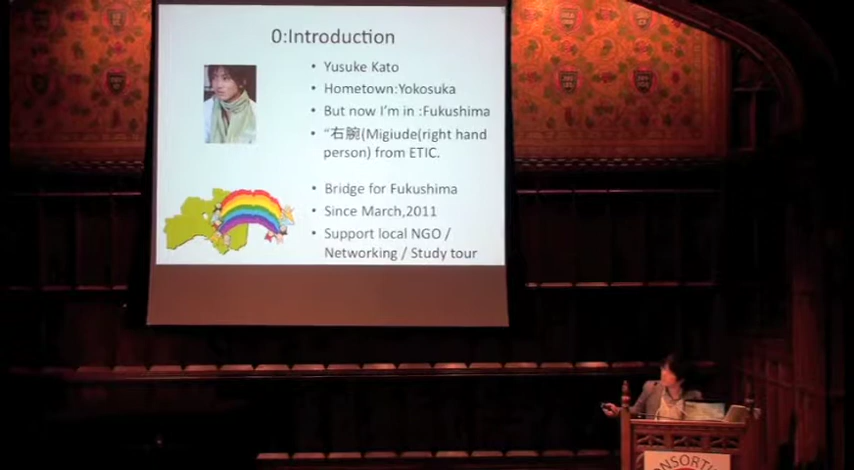 0:Introduction
• Yusuke Kato
• Hometown:Yokosuka
• But now I'm in :Fukushima
• "右腕(Migiude(right hand
person) from ETIC.
• Bridge for Fukushima
• Since March,2011
• Support local NGO /
Networking / Study tour
CONSORTI